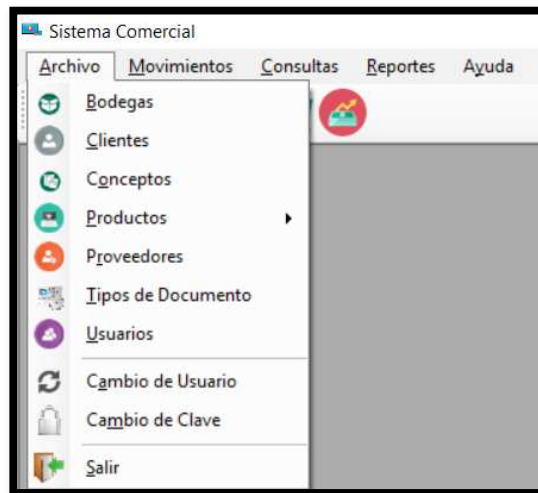 Sistema Comercial
Archivo Movimientos Consultas Reportes Ayuda
Bodegas
Clientes
Conceptos
Productos
Proveedores
Tipos de Documento
Usuarios
Cambio de Usuario
Cambio de Clave
Salir